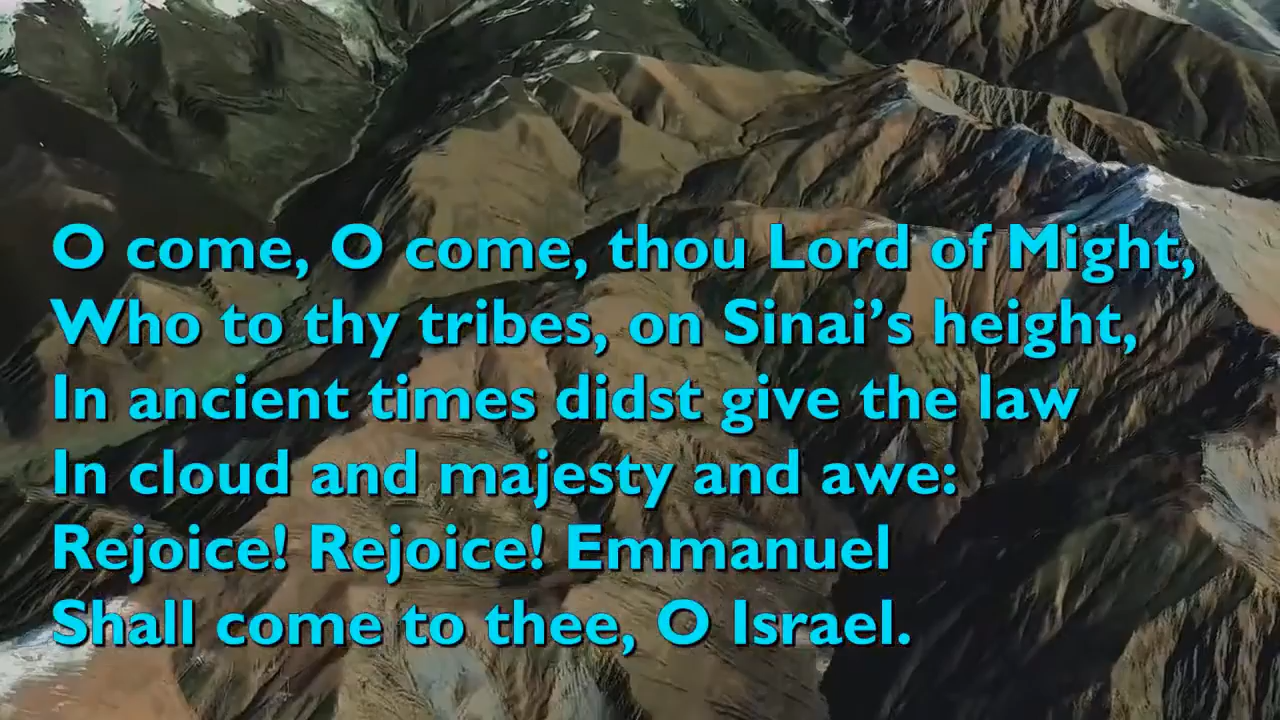 O come, O come, thou Lord of Might,
Who to thy tribes, on Sinai’s height,
In ancient times didst give the law
In cloud and majesty and awe:
Rejoice! Rejoice! Emmanuel
Shall come to thee, O Israel.